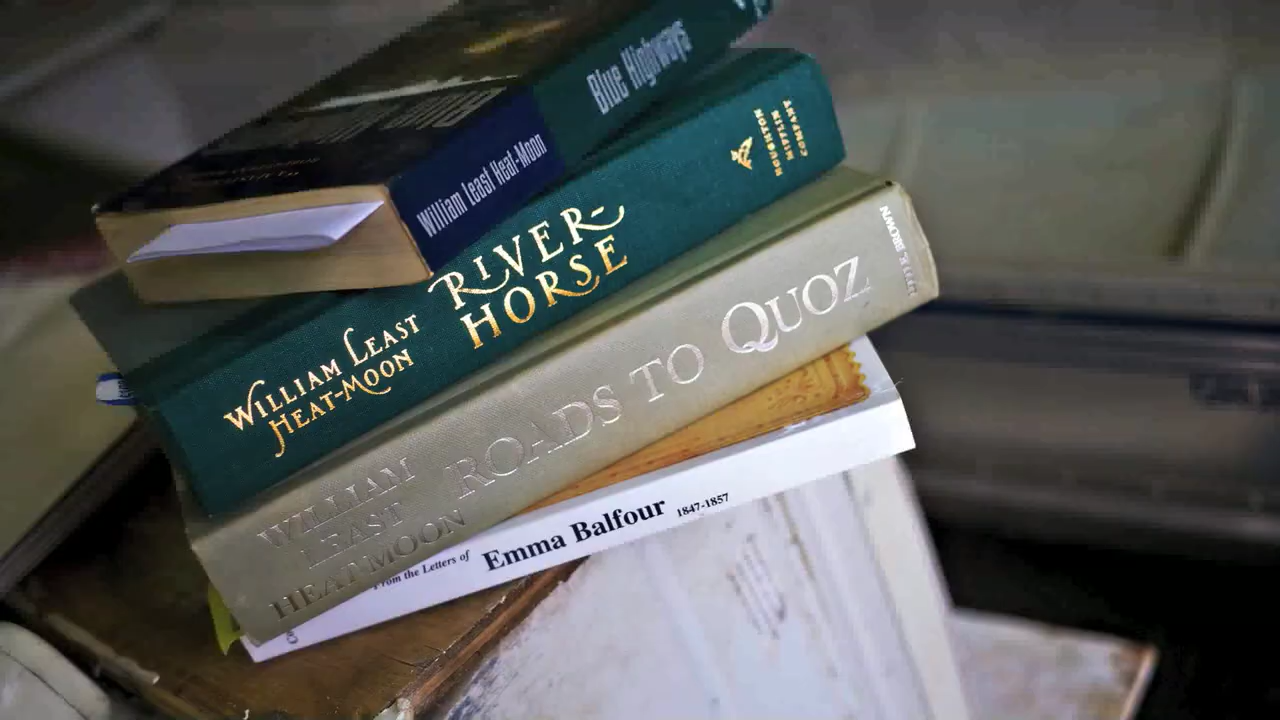 Blue Highways
William Least Heat-Moon
WILLIAM LEAST
HEAT-MOON
RIVER-
HORSE
HOUGHTON
MIFFLIN
COMPANY
WILLIAM
LEAST
HEAT MOON
ROADS TO QUOZ
LITTLE, BROWN
From the Letters of Emma Balfour 1847-1857